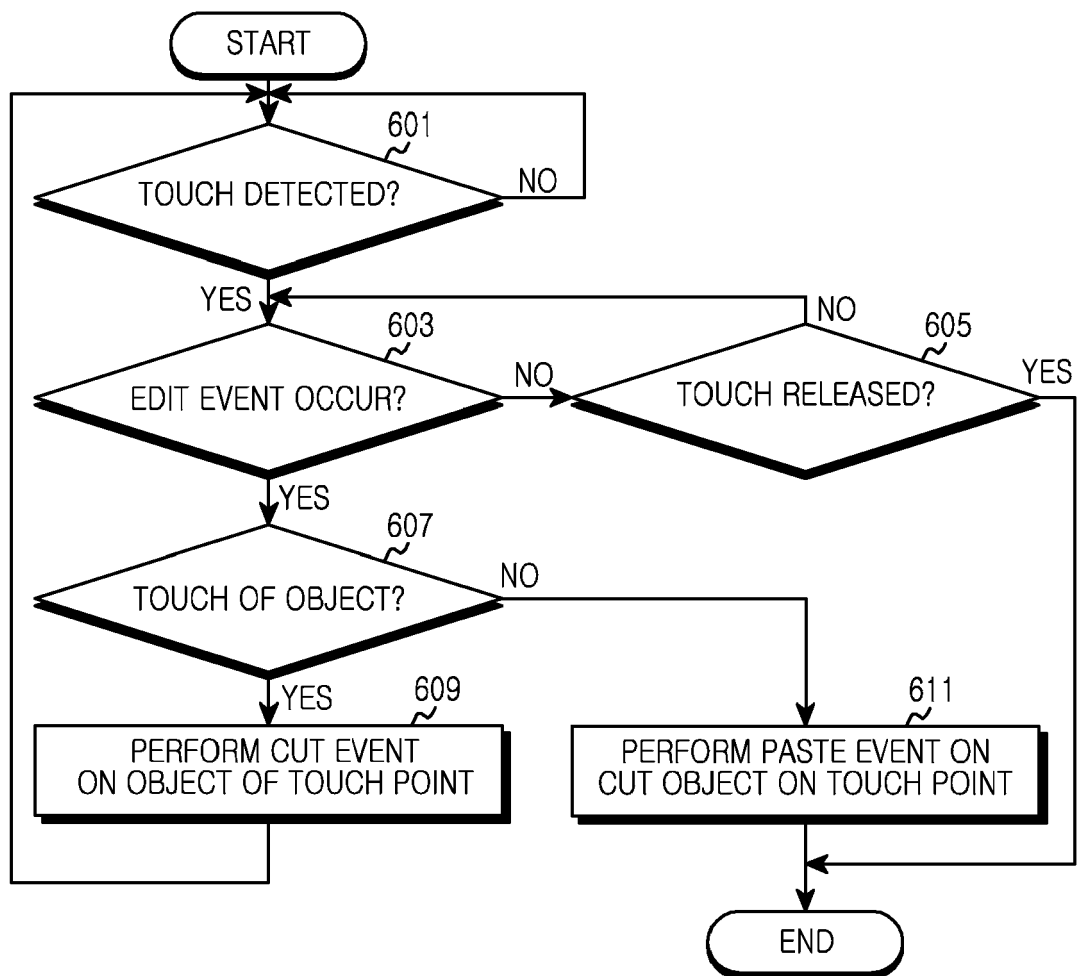 START
601
TOUCH DETECTED?
NO
YES
603
EDIT EVENT OCCUR?
NO
NO
605
TOUCH RELEASED?
YES
YES
607
TOUCH OF OBJECT?
NO
YES
609
PERFORM CUT EVENT
ON OBJECT OF TOUCH POINT
611
PERFORM PASTE EVENT ON
CUT OBJECT ON TOUCH POINT
END